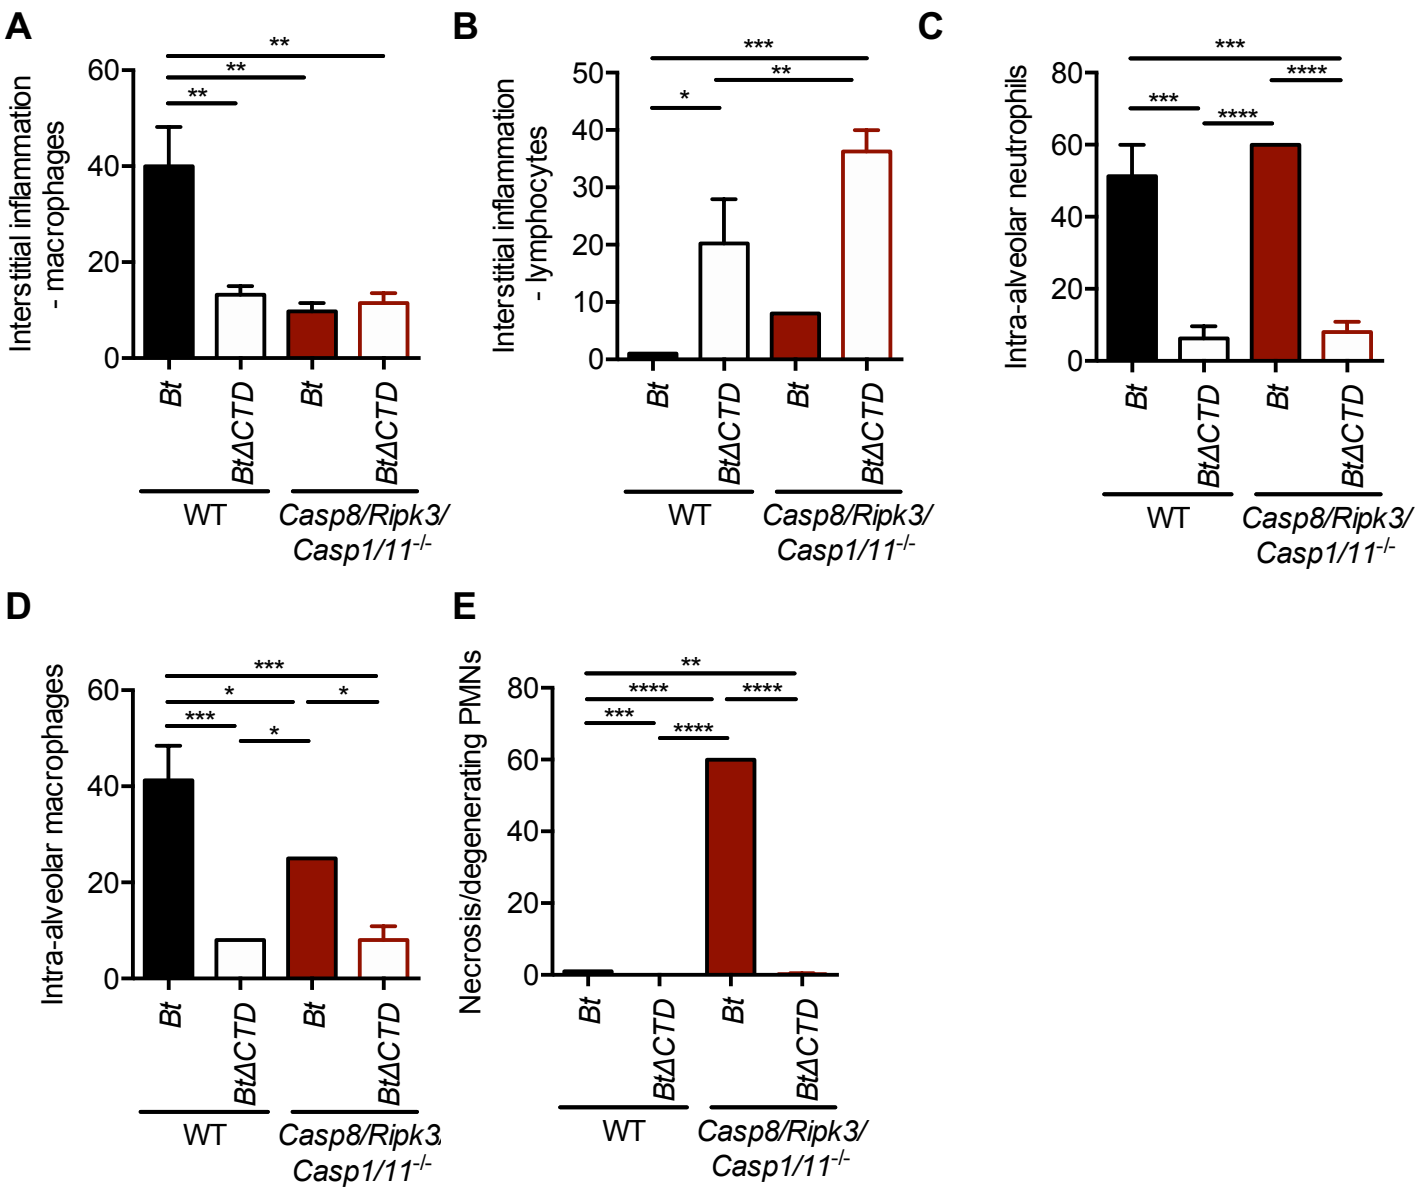 A
Interstitial inflammation
- macrophages
60
40
20
0
**
**
**
Bt
BtΔCTD
Bt
BtΔCTD
WT
Casp8/Ripk3/
Casp1/11-/-
B
Interstitial inflammation
- lymphocytes
50
40
30
20
10
0
***
**
*
Bt
BtΔCTD
Bt
BtΔCTD
WT
Casp8/Ripk3/
Casp1/11-/-
C
Intra-alveolar neutrophils
80
60
40
20
0
***
****
***
****
Bt
BtΔCTD
Bt
BtΔCTD
WT
Casp8/Ripk3/
Casp1/11-/-
D
Intra-alveolar macrophages
60
40
20
0
***
*
*
***
*
Bt
BtΔCTD
Bt
BtΔCTD
WT
Casp8/Ripk3/
Casp1/11-/-
E
Necrosis/degenerating PMNs
80
60
40
20
0
**
****
****
***
****
Bt
BtΔCTD
Bt
BtΔCTD
WT
Casp8/Ripk3/
Casp1/11-/-